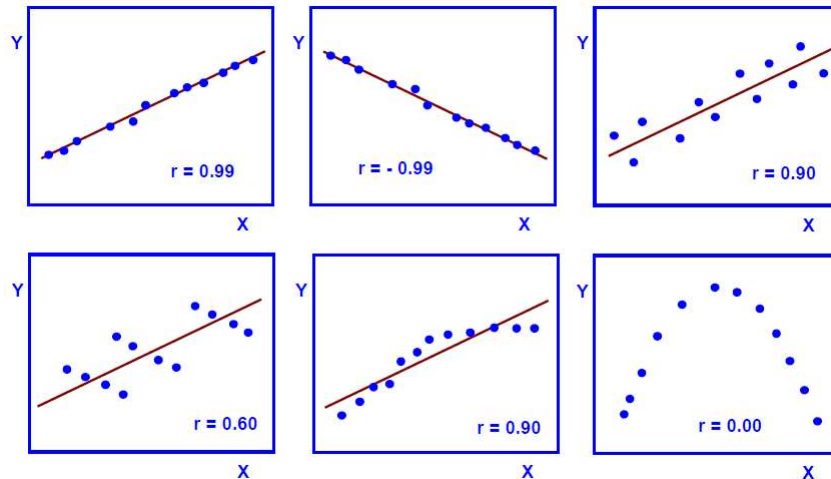 Y
r = 0.99
X
Y
r = - 0.99
X
Y
r = 0.90
X
Y
r = 0.60
X
Y
r = 0.90
X
Y
r = 0.00
X